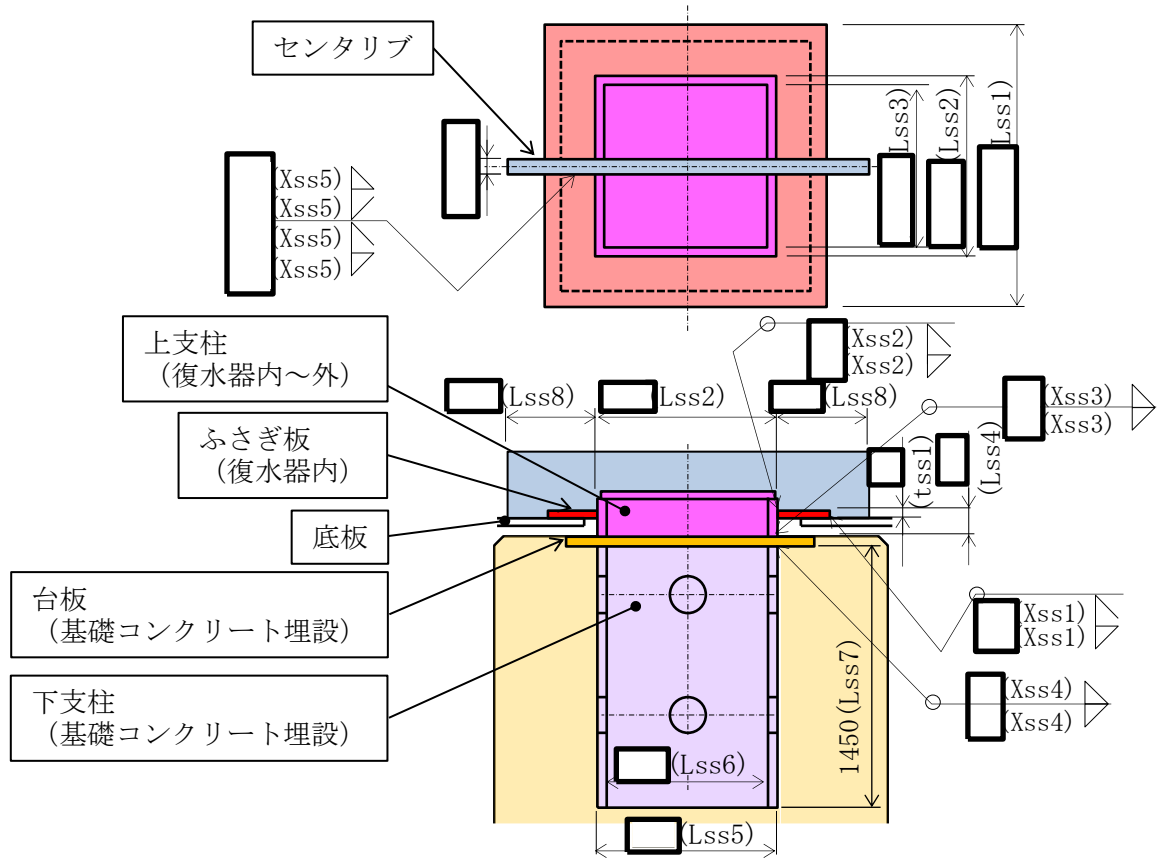 センタリブ
(Lss3)
(Lss2)
(Lss1)
(Xss5)
(Xss5)
(Xss5)
(Xss5)
上支柱
（復水器内～外）
(Xss2)
(Xss2)
(Lss8)
(Lss2)
(Lss8)
(Xss3)
(Xss3)
ふさぎ板
（復水器内）
(tss1)
(Lss4)
底板
台板
（基礎コンクリート埋設）
(Xss1)
(Xss1)
下支柱
（基礎コンクリート埋設）
1450(Lss7)
(Xss4)
(Xss4)
(Lss6)
(Lss5)